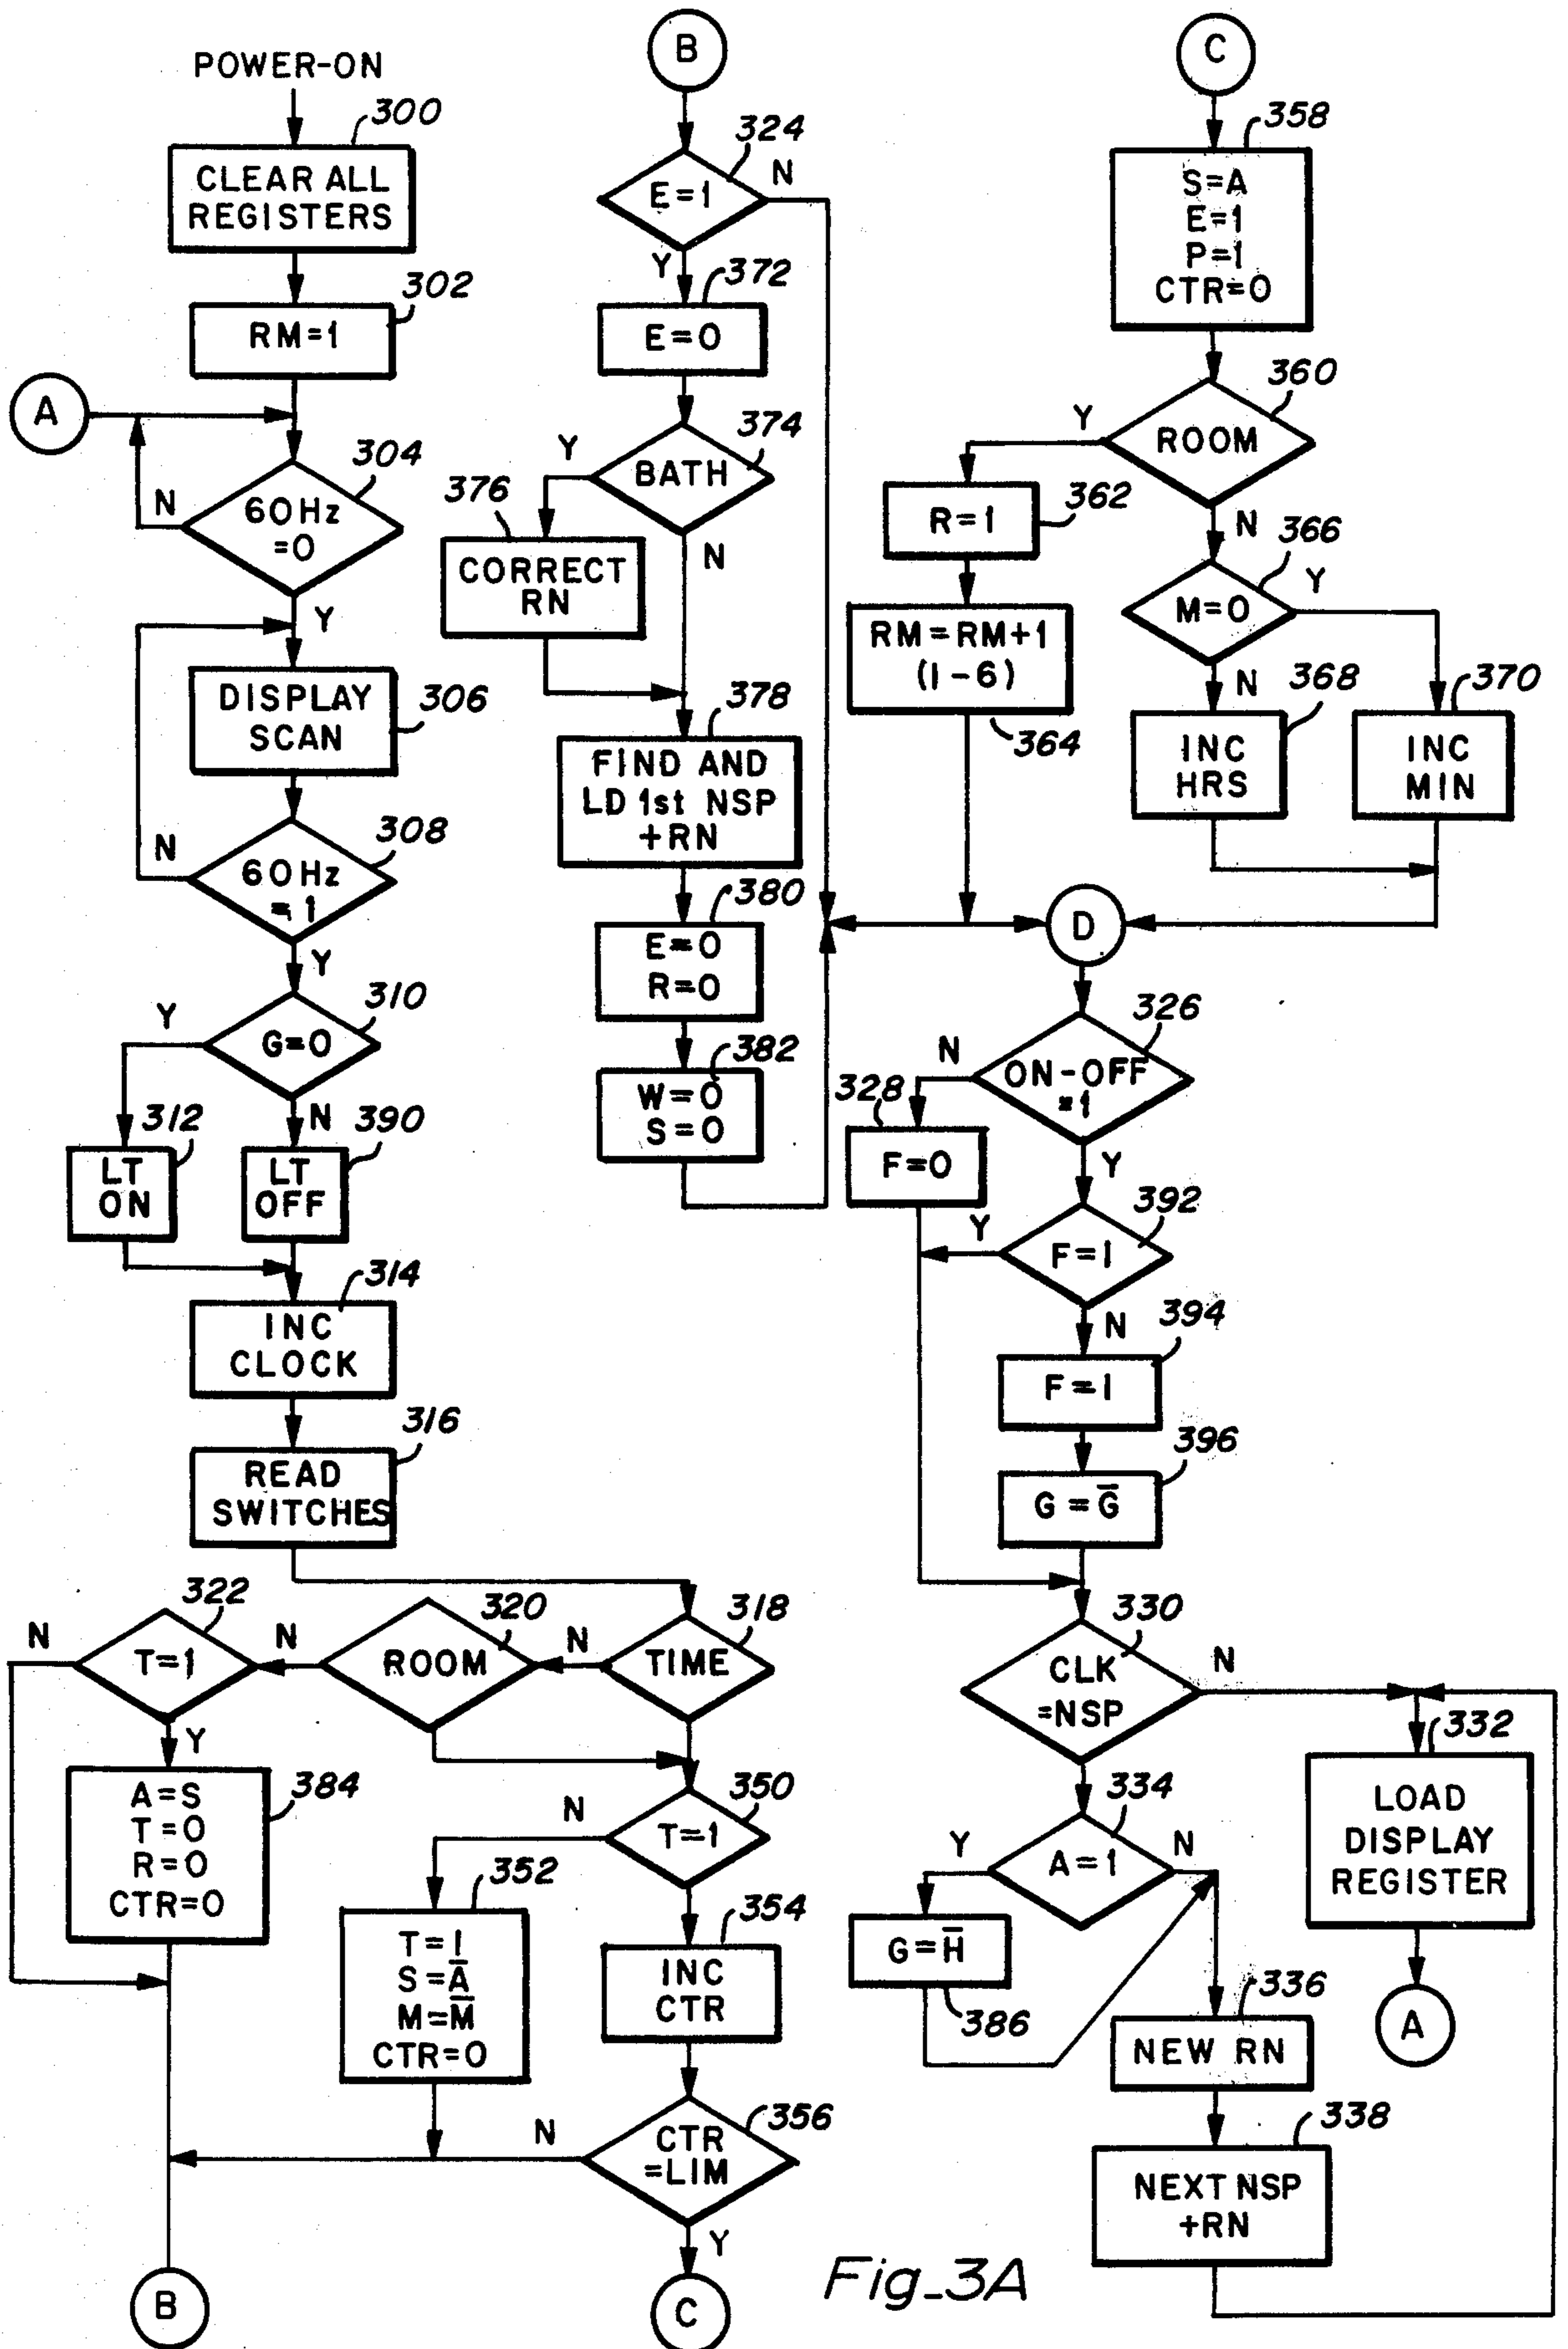 POWER-ON
300
CLEAR ALL
REGISTERS
302
RM=1
A
304
N
60Hz
=0
Y
DISPLAY
SCAN
306
308
N
60Hz
=1
Y
310
Y
G=0
N
312
LT
ON
390
LT
OFF
314
INC
CLOCK
316
READ
SWITCHES
322
N
T=1
N
320
ROOM
N
318
TIME
Y
384
A=S
T=0
R=0
CTR=0
350
N
T=1
352
T=1
S=A̅
M=M̅
CTR=0
354
INC
CTR
356
N
CTR
=LIM
Y
B
C
B
324
E=1
N
Y
372
E=0
374
Y
BATH
N
376
CORRECT
RN
378
FIND AND
LD 1st NSP
+RN
380
E=0
R=0
382
W=0
S=0
C
358
S=A
E=1
P=1
CTR=0
360
Y
ROOM
N
R=1
362
RM=RM+1
(1-6)
364
366
Y
M=0
N
368
INC
HRS
370
INC
MIN
D
326
N
ON-OFF
=1
Y
328
F=0
392
Y
F=1
N
394
F=1
396
G=G̅
330
CLK
=NSP
N
332
LOAD
DISPLAY
REGISTER
A
334
Y
A=1
N
G=H̅
386
336
NEW RN
338
NEXT NSP
+RN
Fig_3A